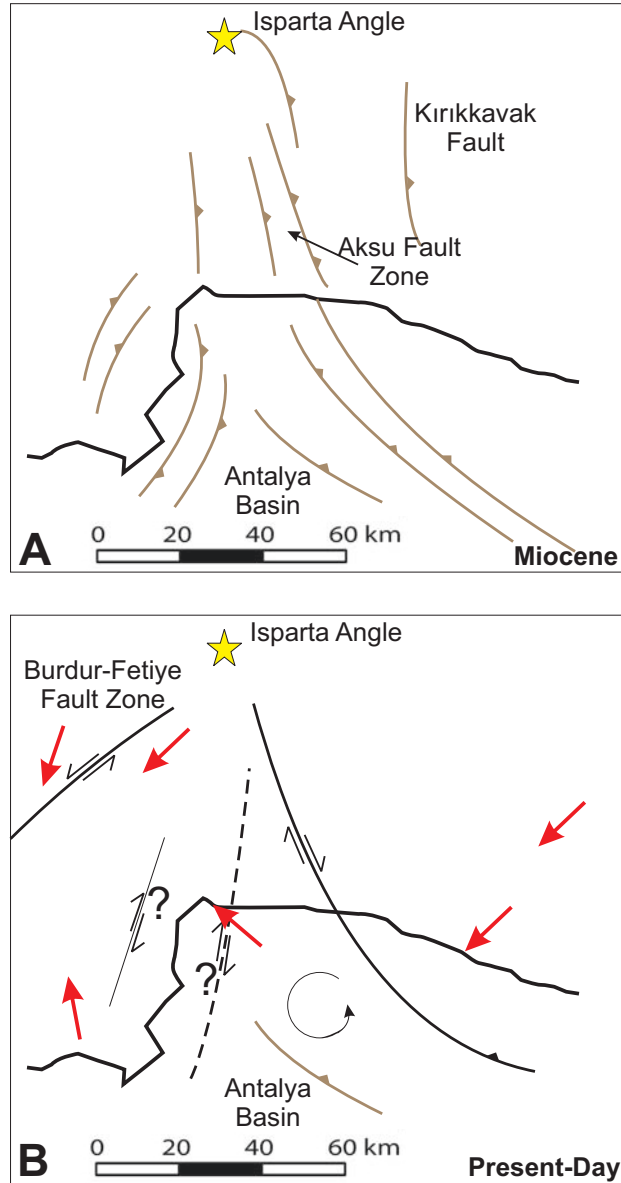 Isparta Angle
Kırıkkavak
Fault
Aksu Fault
Zone
Antalya
Basin
0 20 40 60 km
A
Miocene
Isparta Angle
Burdur-Fetiye
Fault Zone
?
?
Antalya
Basin
0 20 40 60 km
B
Present-Day